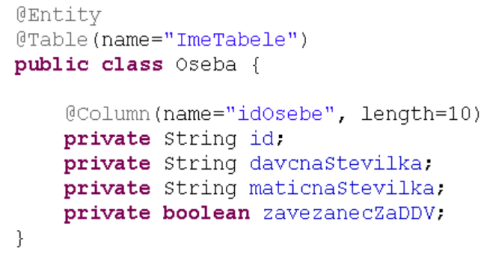 @Entity
@Table(name="ImeTabele")
public class Oseba {
@Column(name="idOsebe", length=10)
private String id;
private String davcnaStevilka;
private String maticnaStevilka;
private boolean zavezanecZaDDV;
}